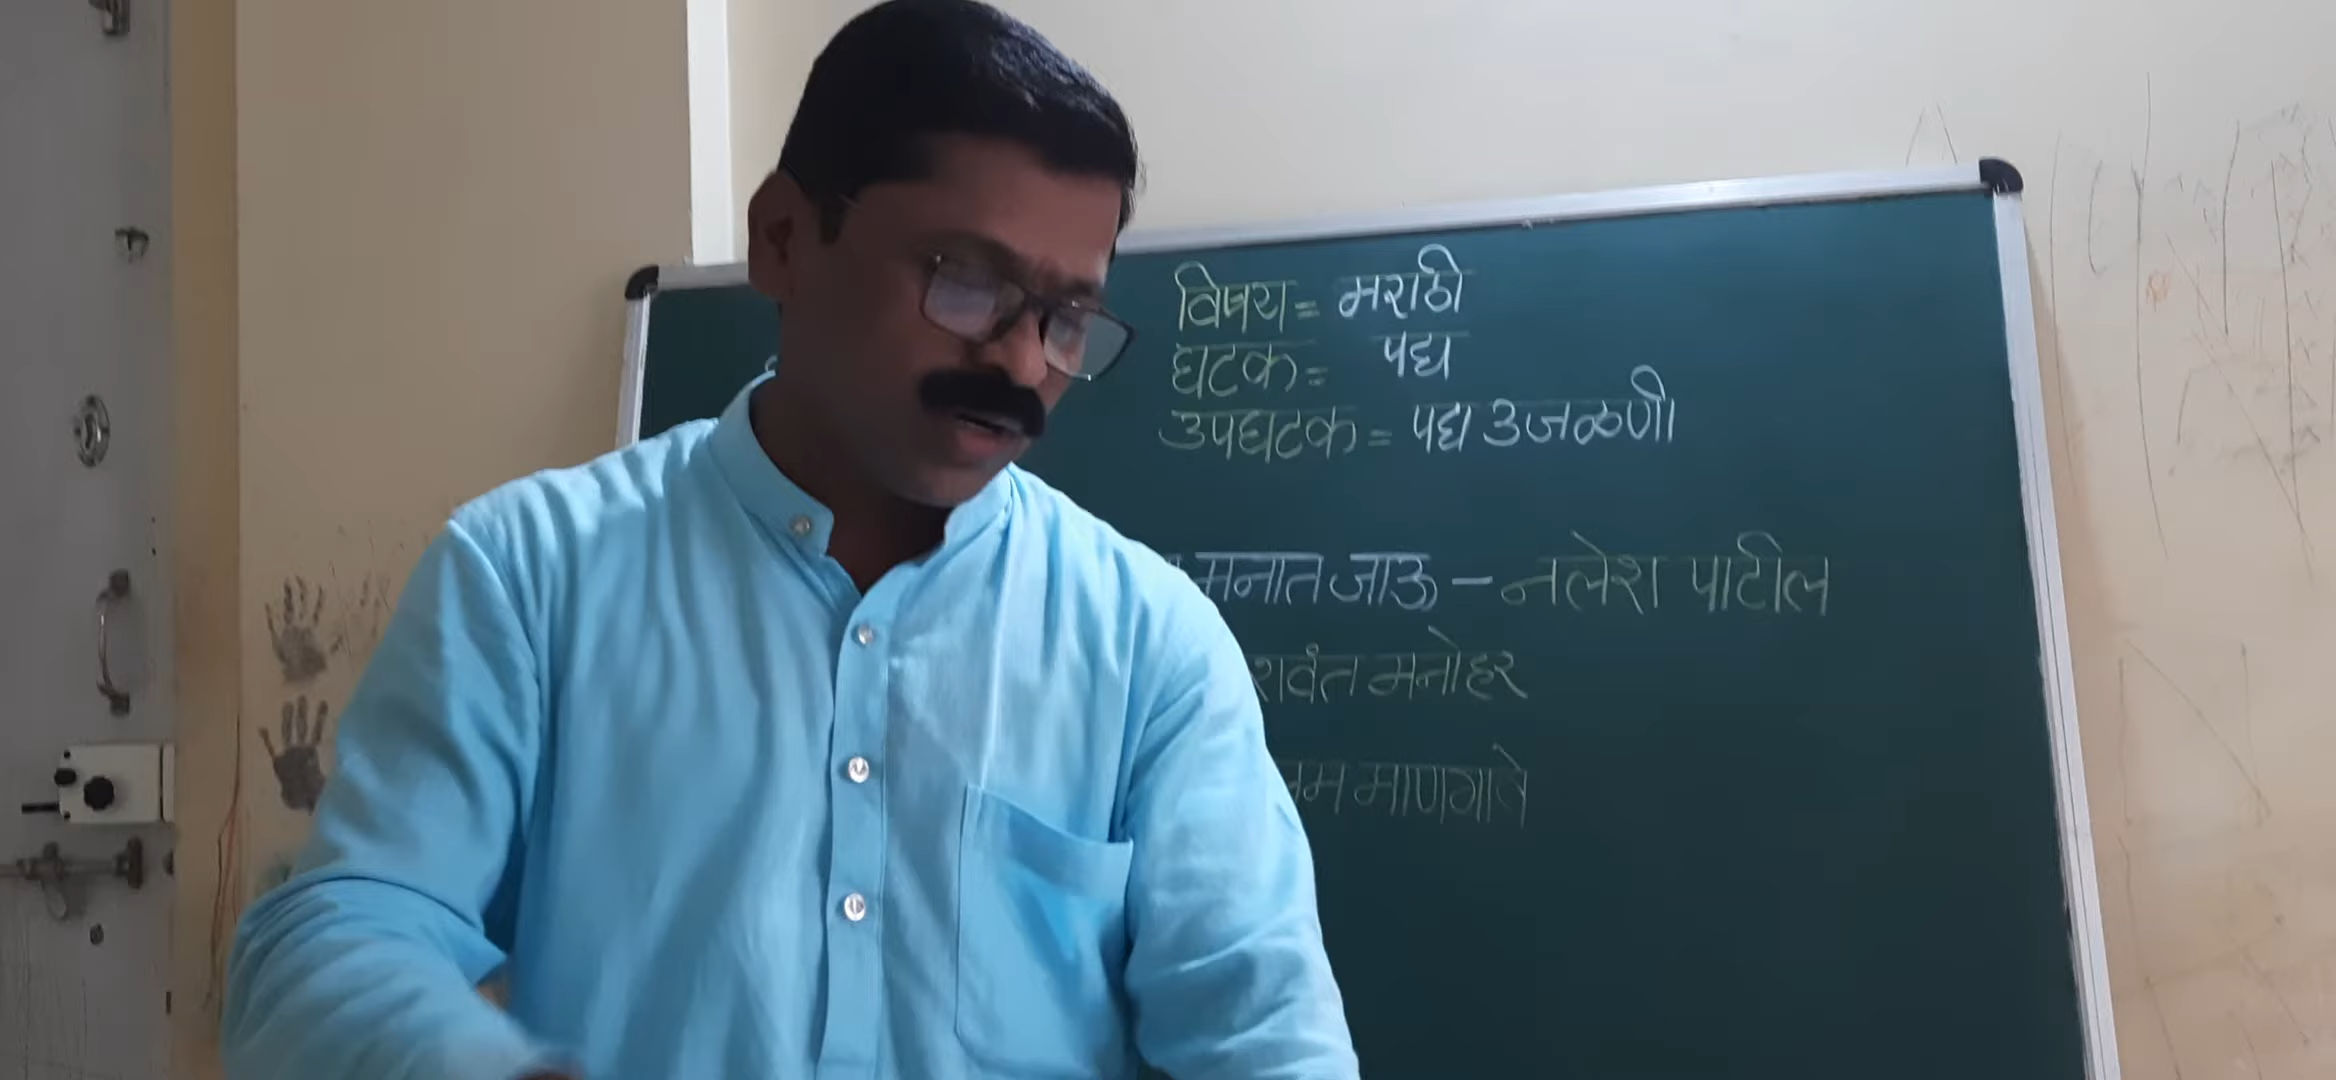 विषय = मराठी
घटक = पद्य
उपघटक = पद्य उजळणी
मनात जाऊ – नलेश पाटील
शवंत मनोहर
माणगावे